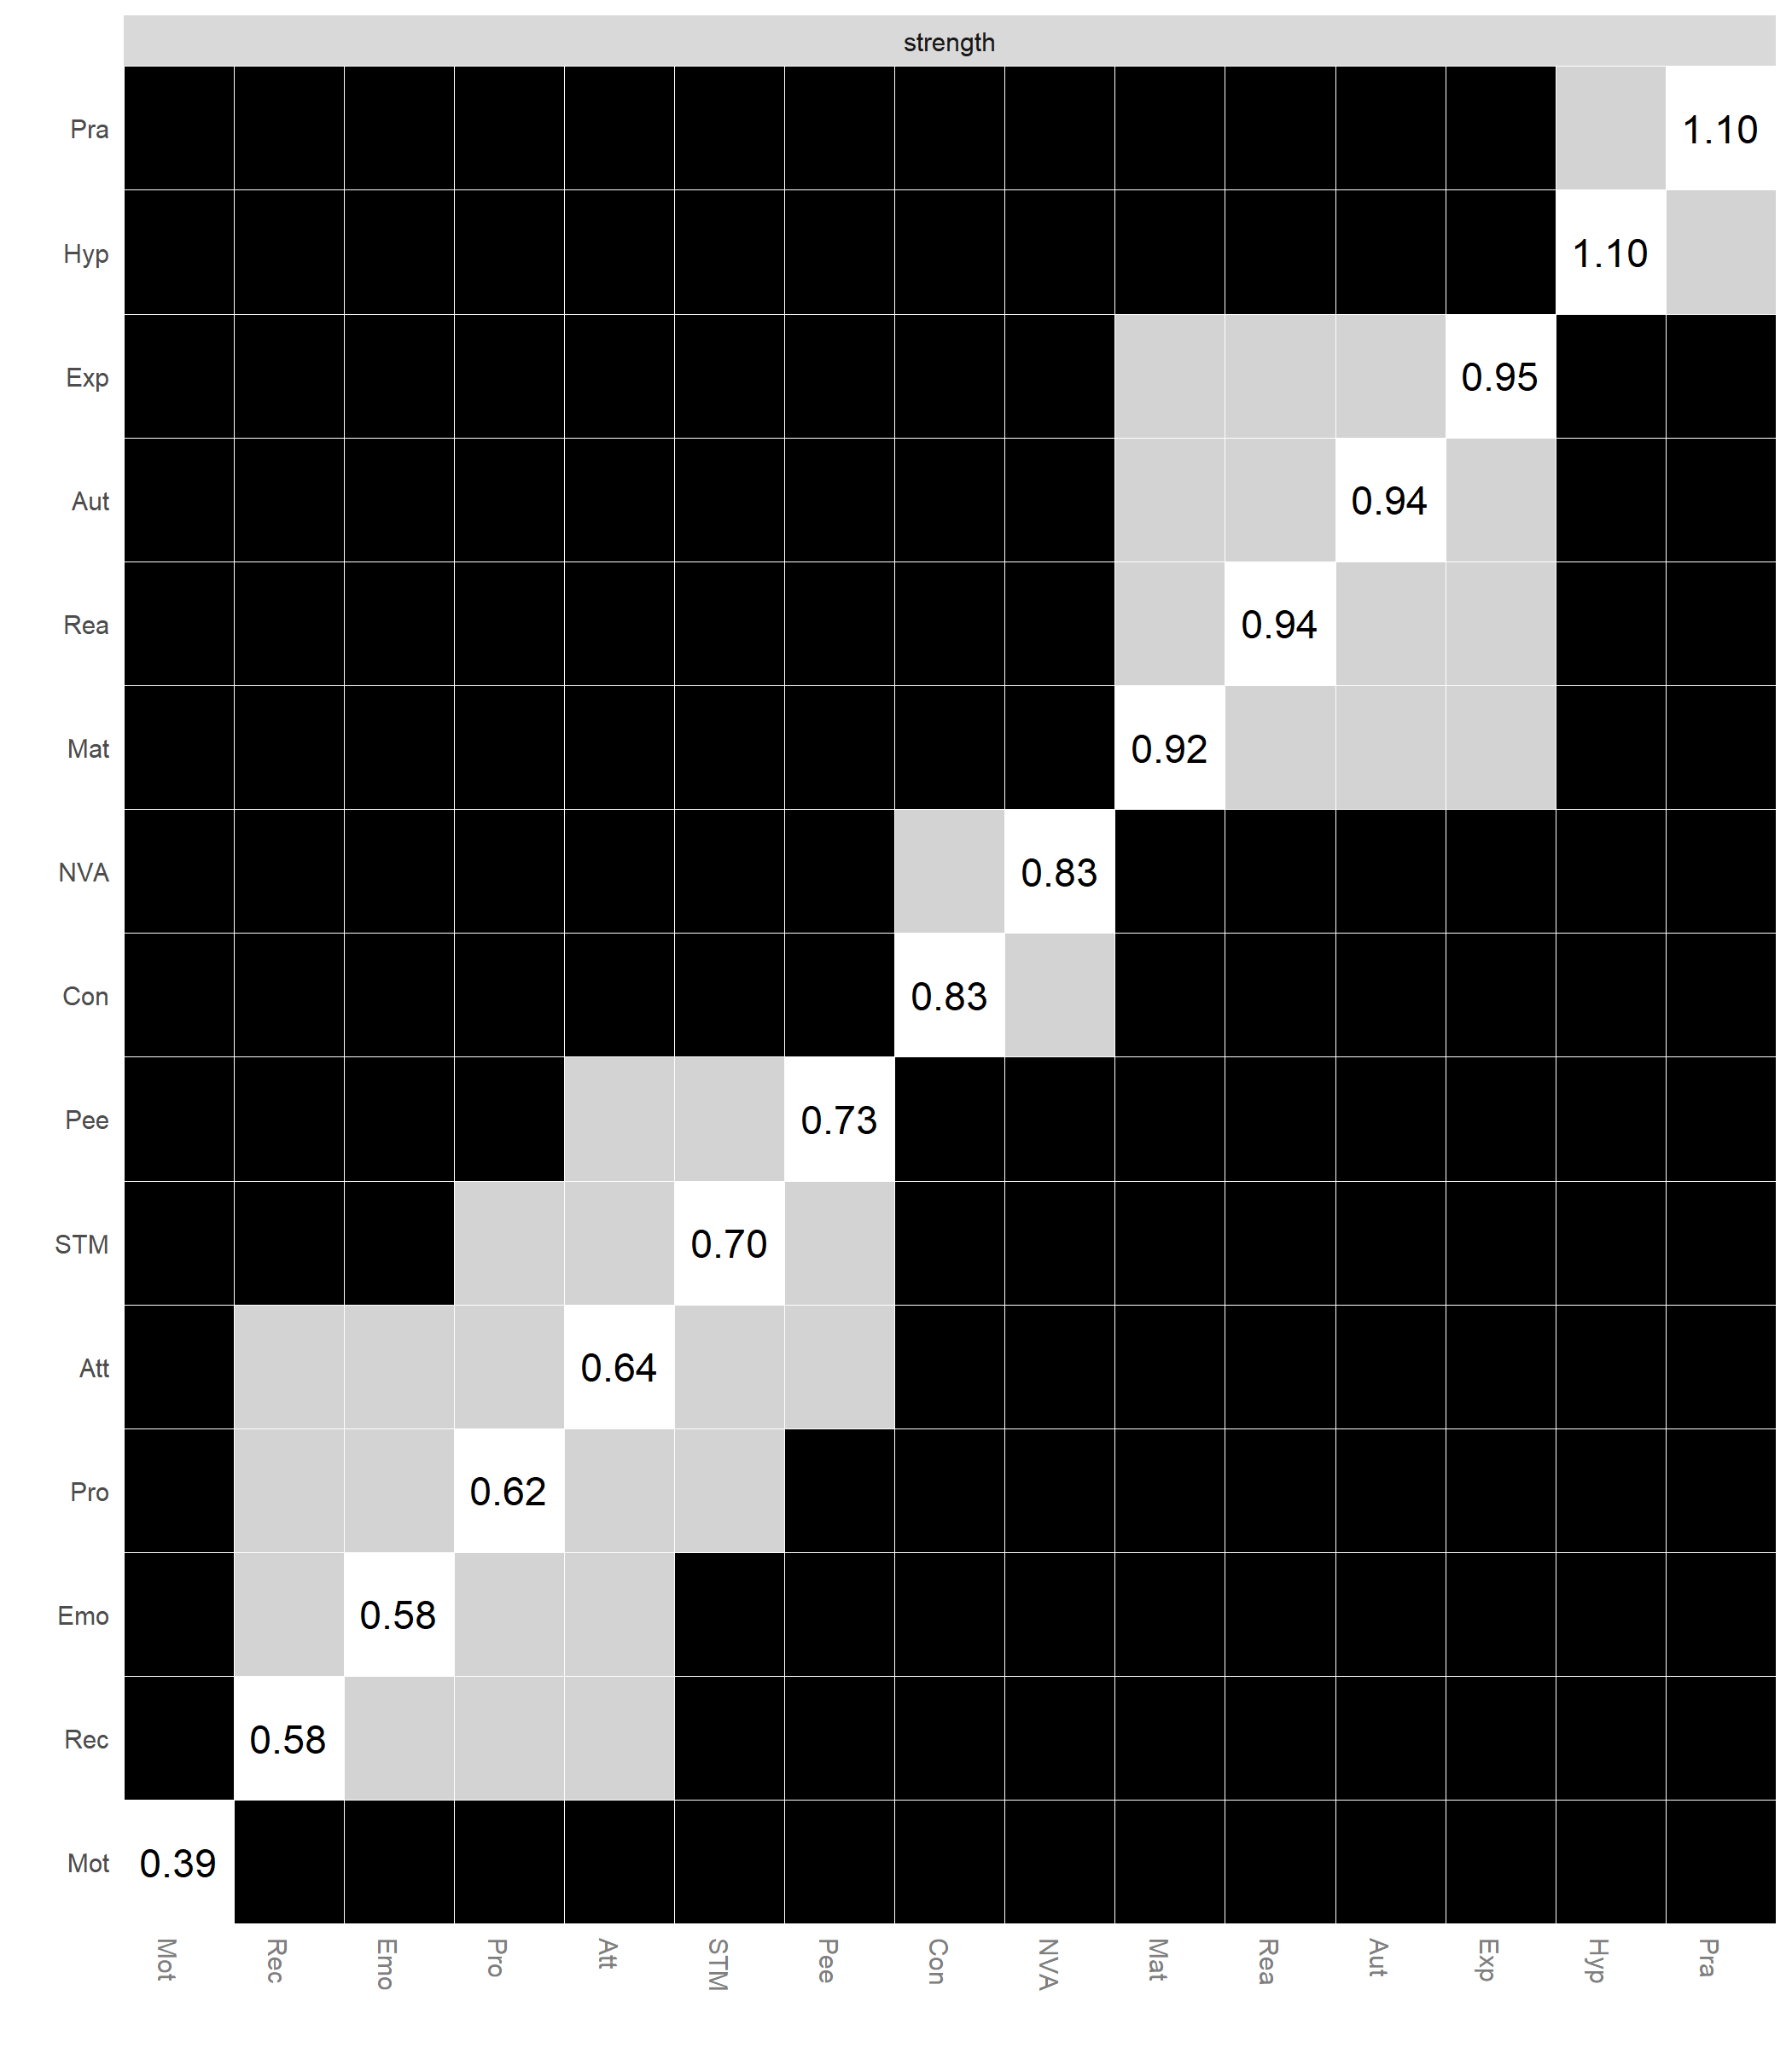 strength
Pra 1.10
Hyp 1.10
Exp 0.95
Aut 0.94
Rea 0.94
Mat 0.92
NVA 0.83
Con 0.83
Pee 0.73
STM 0.70
Att 0.64
Pro 0.62
Emo 0.58
Rec 0.58
Mot 0.39
Mot Rec Emo Pro Att STM Pee Con NVA Mat Rea Aut Exp Hyp Pra